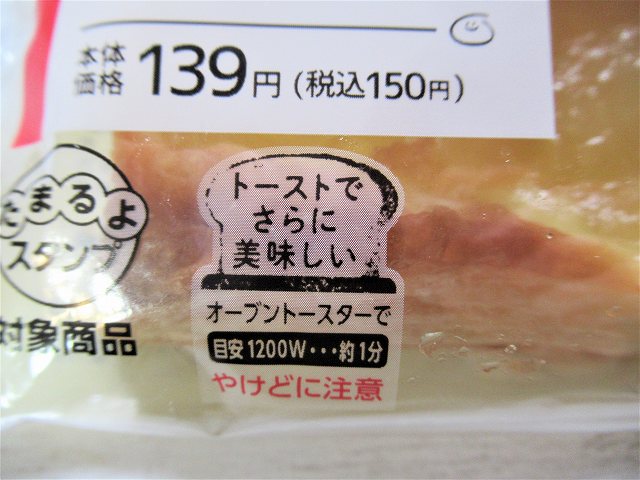 本体
価格 139円(税込150円)
たまるよ
スタンプ
対象商品
トーストで
さらに
美味しい
オーブントースターで
目安1200W・・・約1分
やけどに注意